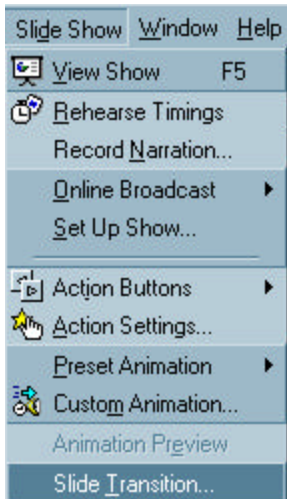 Slide Show Window Help
View Show F5
Rehearse Timings
Record Narration...
Online Broadcast
Set Up Show...
Action Buttons
Action Settings...
Preset Animation
Custom Animation...
Animation Preview
Slide Transition...